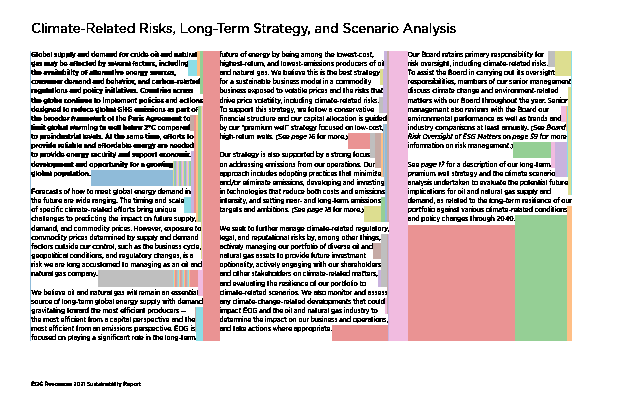 Climate-Related Risks, Long-Term Strategy, and Scenario Analysis
Global supply and demand for crude oil and natural
gas may be affected by several factors, including
the availability of alternative energy sources,
consumer demand and behavior, and carbon-related
regulations and policy initiatives. Countries across
the globe continue to implement policies and actions
designed to reduce global GHG emissions as part of
the broader framework of the Paris Agreement to
limit global warming to well below 2°C compared
to preindustrial levels. At the same time, efforts to
provide reliable and affordable energy are needed
to provide energy security and support economic
development and opportunity for a growing
global population.
Forecasts of how to meet global energy demand in
the future are wide ranging. The timing and scale
of specific climate-related efforts bring unique
challenges to predicting the impact on future supply,
demand, and commodity prices. However, exposure to
commodity prices determined by supply and demand
factors outside our control, such as the business cycle,
geopolitical conditions, and regulatory changes, is a
risk we are long accustomed to managing as an oil and
natural gas company.
We believe oil and natural gas will remain an essential
source of long-term global energy supply with demand
gravitating toward the most efficient producers —
the most efficient from a capital perspective and the
most efficient from an emissions perspective. EOG is
focused on playing a significant role in the long-term
future of energy by being among the lowest-cost,
highest-return, and lowest-emissions producers of oil
and natural gas. We believe this is the best strategy
for a sustainable business model in a commodity
business exposed to volatile prices and the risks that
drive price volatility, including climate-related risks.
To support this strategy, we follow a conservative
financial structure and our capital allocation is guided
by our “premium well” strategy focused on low-cost,
high-return wells. (See page 16 for more.)
Our strategy is also supported by a strong focus
on addressing emissions from our operations. Our
approach includes adopting practices that minimize
and/or eliminate emissions, developing and investing
in technologies that reduce both costs and emissions
intensity, and setting near- and long-term emissions
targets and ambitions. (See page 18 for more.)
We seek to further manage climate-related regulatory,
legal, and reputational risks by, among other things,
actively managing our portfolio of diverse oil and
natural gas assets to provide future investment
optionality, actively engaging with our shareholders
and other stakeholders on climate-related matters,
and evaluating the resilience of our portfolio to
climate-related scenarios. We also monitor and assess
any climate-change-related developments that could
impact EOG and the oil and natural gas industry to
determine the impact on our business and operations,
and take actions where appropriate.
Our Board retains primary responsibility for
risk oversight, including climate-related risks.
To assist the Board in carrying out its oversight
responsibilities, members of our senior management
discuss climate change and environment-related
matters with our Board throughout the year. Senior
management also reviews with the Board our
environmental performance as well as trends and
industry comparisons at least annually. (See Board
Risk Oversight of ESG Matters on page 59 for more
information on risk management.)
See page 17 for a description of our long-term
premium well strategy and the climate scenario
analysis undertaken to evaluate the potential future
implications for oil and natural gas supply and
demand, as related to the long-term resilience of our
portfolio against various climate-related conditions
and policy changes through 2040.
EOG Resources 2021 Sustainability Report